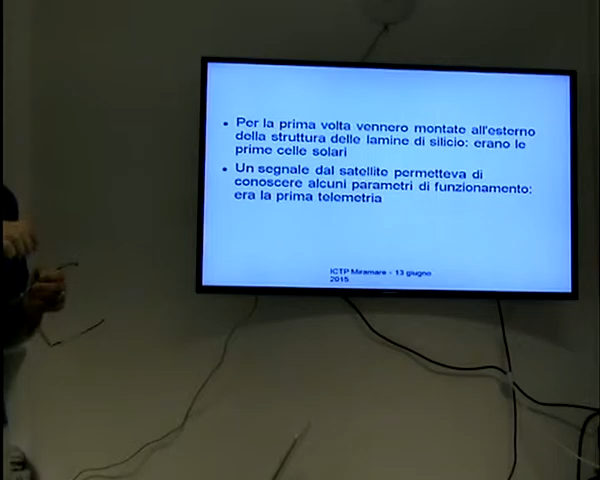 • Per la prima volta vennero montate all'esterno
della struttura delle lamine di silicio: erano le
prime celle solari
• Un segnale dal satellite permetteva di
conoscere alcuni parametri di funzionamento:
era la prima telemetria
ICTP Miramare - 13 giugno
2015